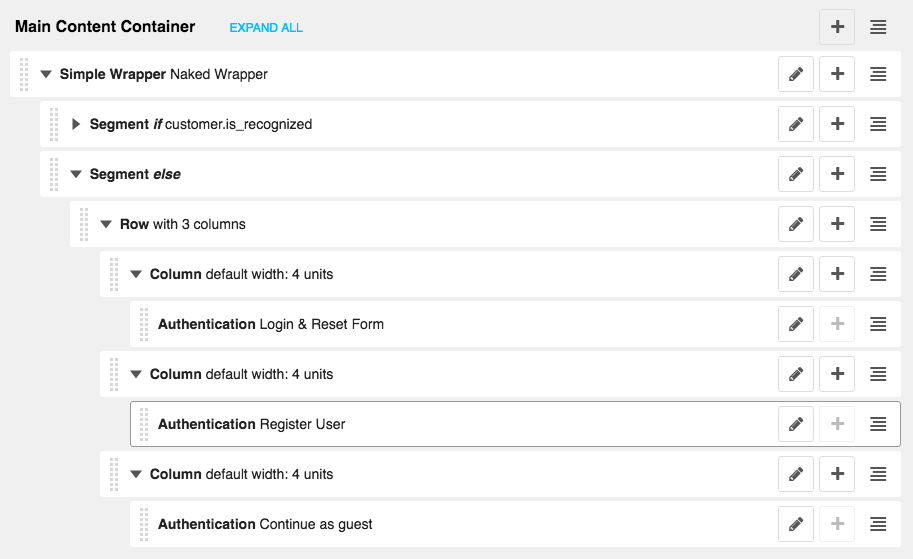 Main Content Container EXPAND ALL
Simple Wrapper Naked Wrapper
Segment if customer.is_recognized
Segment else
Row with 3 columns
Column default width: 4 units
Authentication Login & Reset Form
Column default width: 4 units
Authentication Register User
Column default width: 4 units
Authentication Continue as guest